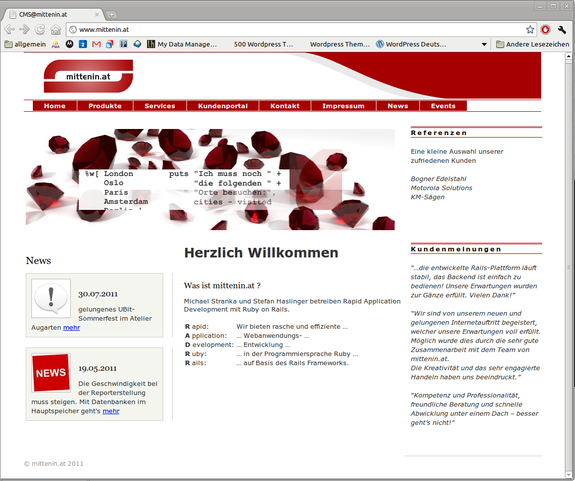 CMS@mittenin.at
www.mittenin.at
allgemein
My Data Manage...
500 Wordpress T...
Wordpress Them...
WordPress Deuts...
Andere Lesezeichen
mittenin.at
Home Produkte Services Kundenportal Kontakt Impressum News Events
%w[ London puts "Ich muss noch " +
Oslo "die folgenden " +
Paris "Orte besuchen:",
Amsterdam cities - visited
Berlin ]
Referenzen
Eine kleine Auswahl unserer
zufriedenen Kunden
Bogner Edelstahl
Motorola Solutions
KM-Sägen
News
30.07.2011
gelungenes UBit-
Sommerfest im Atelier
Augarten mehr
NEWS
19.05.2011
Die Geschwindigkeit bei
der Reporterstellung
muss steigen. Mit Datenbanken im
Hauptspeicher geht's mehr
Herzlich Willkommen
Was ist mittenin.at ?
Michael Stranka und Stefan Haslinger betreiben Rapid Application
Development mit Ruby on Rails.
R apid: Wir bieten rasche und effiziente ...
A pplication: ... Webanwendungs- ...
D evelopment: ... Entwicklung ...
R uby: ... in der Programmiersprache Ruby ...
R ails: ... auf Basis des Rails Frameworks.
Kundenmeinungen
"...die entwickelte Rails-Plattform läuft
stabil, das Backend ist einfach zu
bedienen! Unsere Erwartungen wurden
zur Gänze erfüllt. Vielen Dank!"
"Wir sind von unserem neuen und
gelungenen Internetauftritt begeistert,
welcher unsere Erwartungen voll erfüllt.
Möglich wurde dies durch die sehr gute
Zusammenarbeit mit dem Team von
mittenin.at.
Die Kreativität und das sehr engagierte
Handeln haben uns beeindruckt."
"Kompetenz und Professionalität,
freundliche Beratung und schnelle
Abwicklung unter einem Dach – besser
geht's nicht!"
© mittenin.at 2011